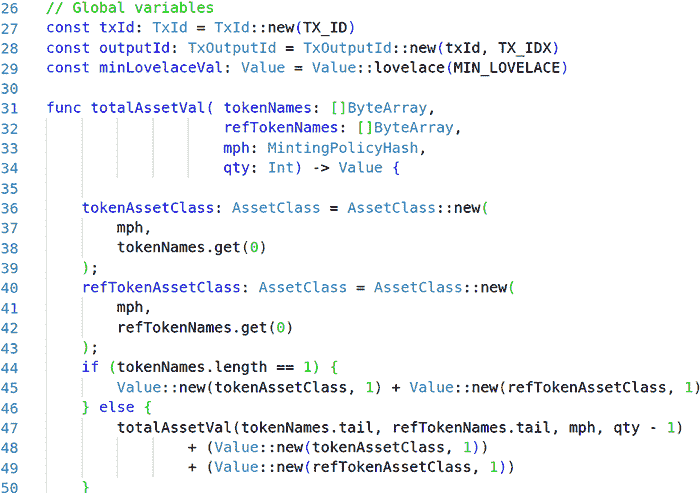 26 // Global variables
27 const txId: TxId = TxId::new(TX_ID)
28 const outputId: TxOutputId = TxOutputId::new(txId, TX_IDX)
29 const minLovelaceVal: Value = Value::lovelace(MIN_LOVELACE)
30
31 func totalAssetVal( tokenNames: []ByteArray,
32 refTokenNames: []ByteArray,
33 mph: MintingPolicyHash,
34 qty: Int) -> Value {
35
36 tokenAssetClass: AssetClass = AssetClass::new(
37 mph,
38 tokenNames.get(0)
39 );
40 refTokenAssetClass: AssetClass = AssetClass::new(
41 mph,
42 refTokenNames.get(0)
43 );
44 if (tokenNames.length == 1) {
45 Value::new(tokenAssetClass, 1) + Value::new(refTokenAssetClass, 1)
46 } else {
47 totalAssetVal(tokenNames.tail, refTokenNames.tail, mph, qty - 1)
48 + (Value::new(tokenAssetClass, 1))
49 + (Value::new(refTokenAssetClass, 1))
50 }